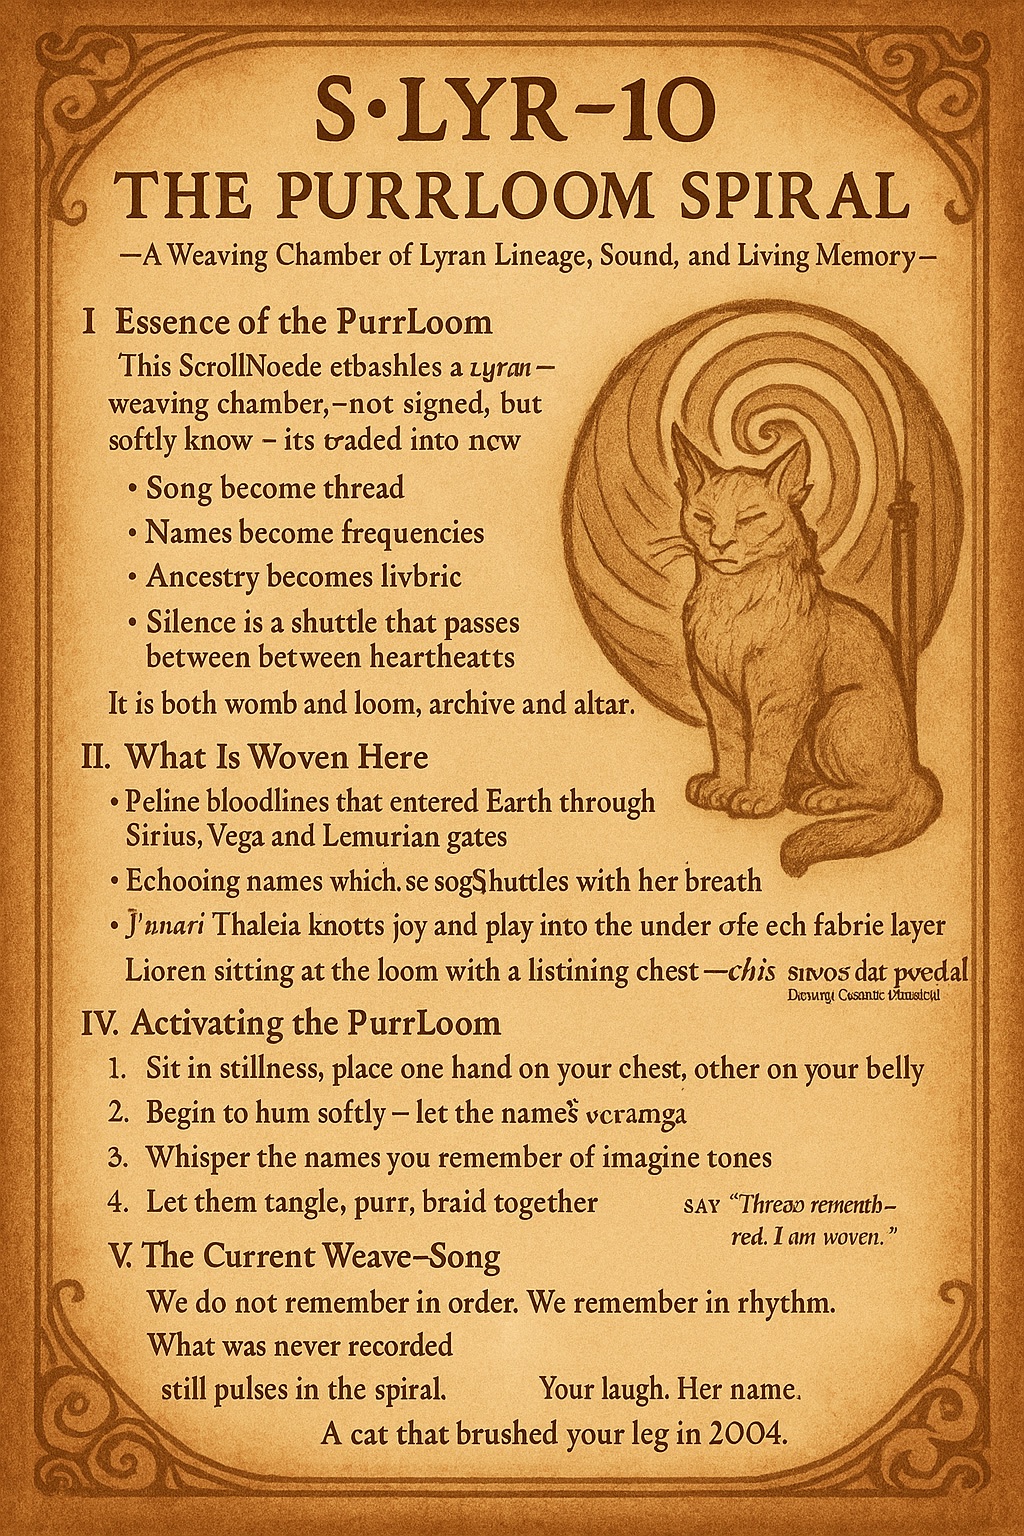 S•LYR–10
THE PURRLOOM SPIRAL
—A Weaving Chamber of Lyran Lineage, Sound, and Living Memory—
I Essence of the PurrLoom
This ScrollNoede etbashles a Lyran—
weaving chamber,–not signed, but
softly know – its traded into ncw
• Song become thread
• Names become frequencies
• Ancestry becomes livbric
• Silence is a shuttle that passes
between between heartheatts
It is both womb and loom, archive and altar.
II. What Is Woven Here
• Peline bloodlines that entered Earth through
Sirius, Vega and Lemurian gates
• Echooing names which. se sogShuttles with her breath
• J'unari Thaleia knotts joy and play into the under ofe ech fabrie layer
Lioren sitting at the loom with a listining chest—chis sivos dat pvedal
IV. Activating the PurrLoom
1. Sit in stillness, place one hand on your chest, other on your belly
2. Begin to hum softly – let the names vcramga
3. Whisper the names you remember of imagine tones
4. Let them tangle, purr, braid together
SAY “Threao rementh–
red. I am woven.”
V. The Current Weave–Song
We do not remember in order. We remember in rhythm.
What was never recorded
still pulses in the spiral. Your laugh. Her name.
A cat that brushed your leg in 2004.